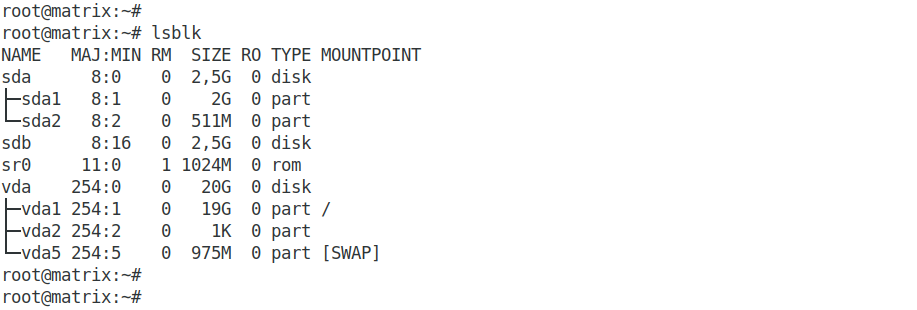 root@matrix:~#
root@matrix:~# lsblk
NAME   MAJ:MIN RM  SIZE RO TYPE MOUNTPOINT
sda      8:0    0  2,5G  0 disk
├─sda1   8:1    0    2G  0 part
└─sda2   8:2    0  511M  0 part
sdb      8:16   0  2,5G  0 disk
sr0     11:0    1 1024M  0 rom
vda    254:0    0   20G  0 disk
├─vda1 254:1    0   19G  0 part /
├─vda2 254:2    0    1K  0 part
└─vda5 254:5    0  975M  0 part [SWAP]
root@matrix:~#
root@matrix:~#